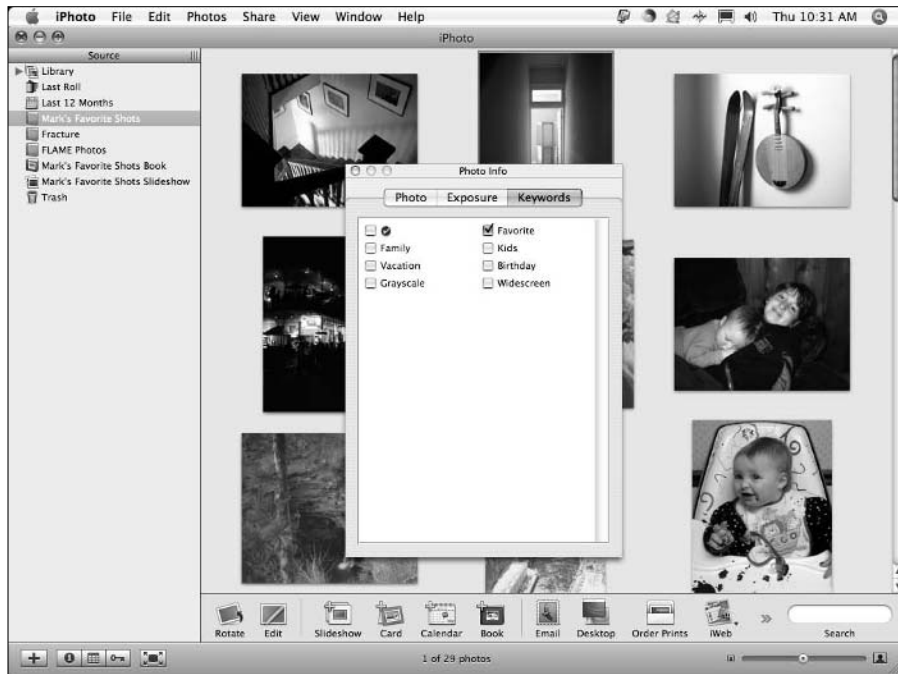 iPhoto File Edit Photos Share View Window Help Thu 10:31 AM
iPhoto
Source
Library
Last Roll
Last 12 Months
Mark's Favorite Shots
Fracture
FLAME Photos
Mark's Favorite Shots Book
Mark's Favorite Shots Slideshow
Trash
Photo Info
Photo Exposure Keywords
Favorite
Family Kids
Vacation Birthday
Grayscale Widescreen
Rotate Edit Slideshow Card Calendar Book Email Desktop Order Prints iWeb Search
1 of 29 photos